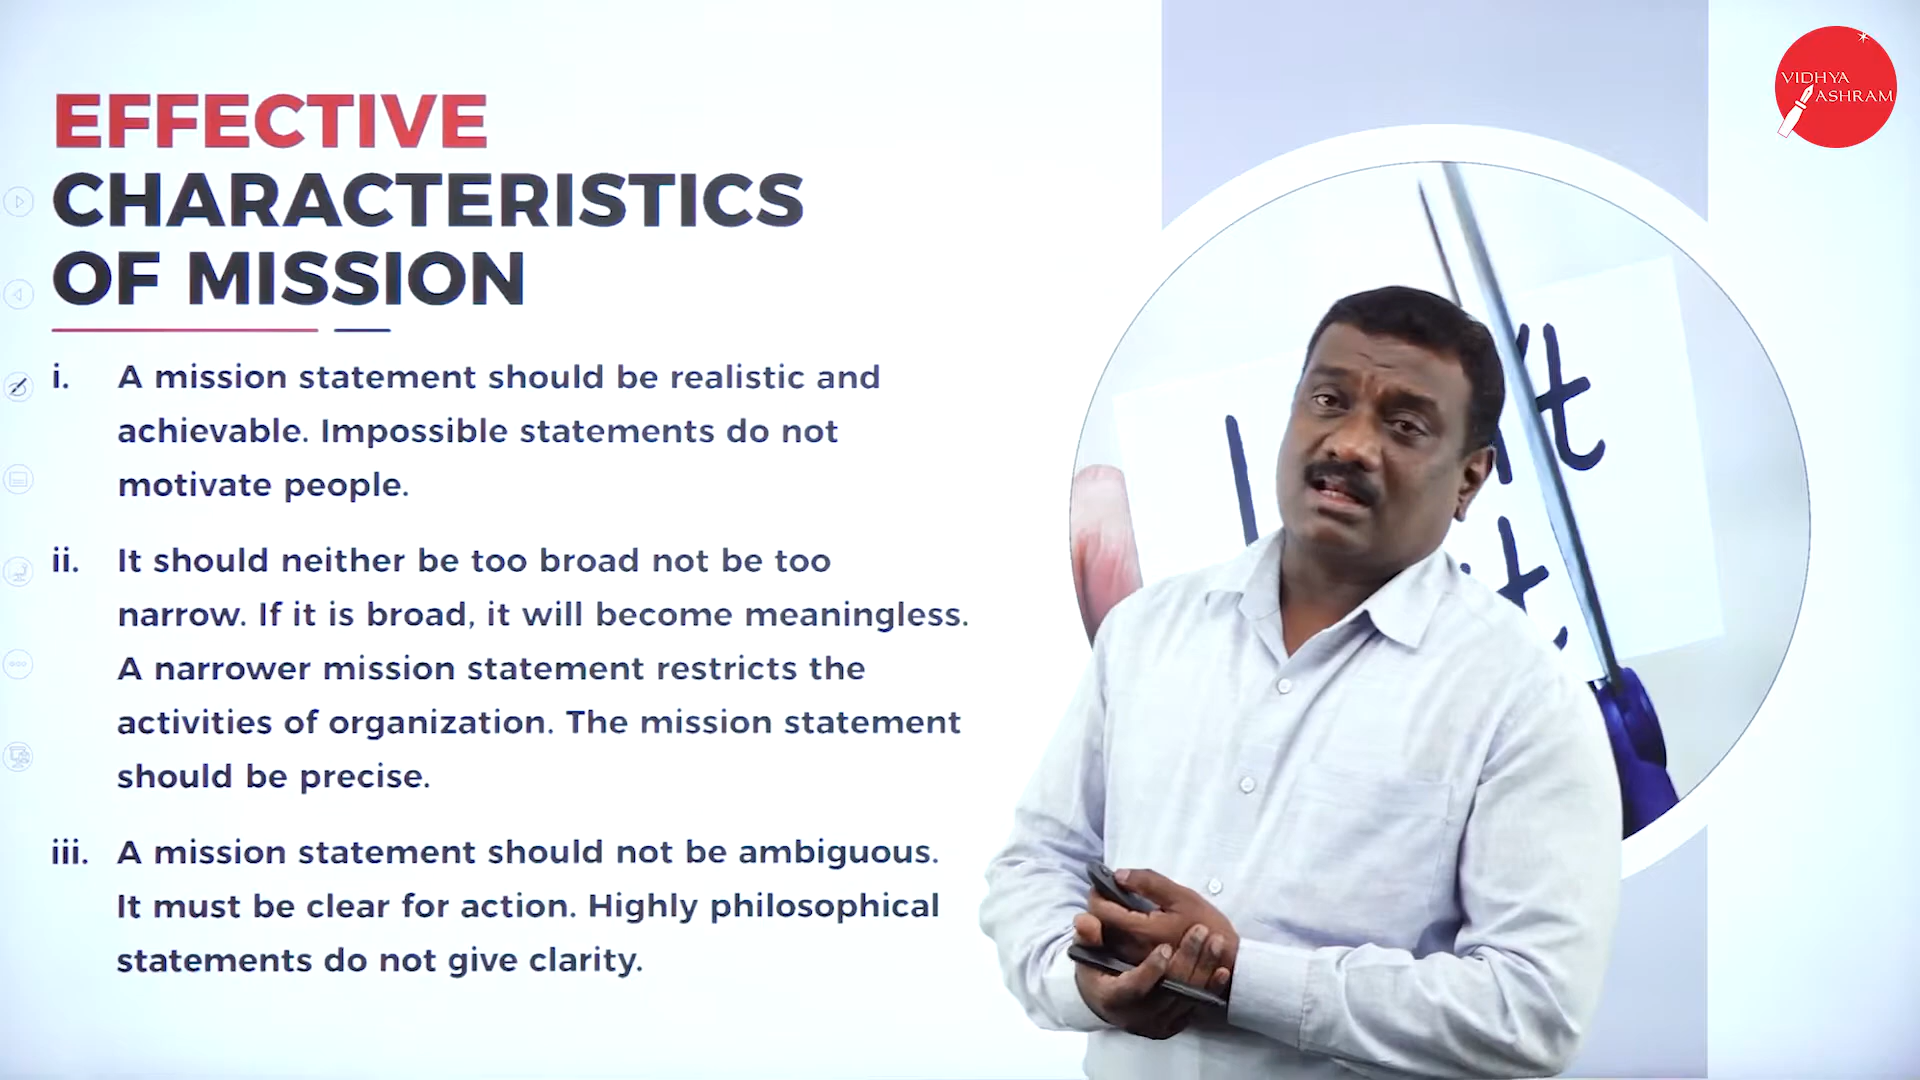 EFFECTIVE
CHARACTERISTICS
OF MISSION
i. A mission statement should be realistic and
achievable. Impossible statements do not
motivate people.
ii. It should neither be too broad not be too
narrow. If it is broad, it will become meaningless.
A narrower mission statement restricts the
activities of organization. The mission statement
should be precise.
iii. A mission statement should not be ambiguous.
It must be clear for action. Highly philosophical
statements do not give clarity.
VIDHYA
ASHRAM